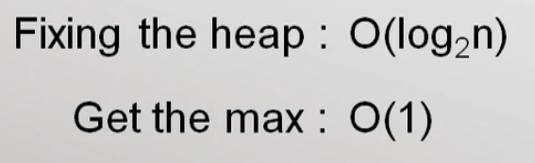 Fixing the heap : O(log₂n)
Get the max : O(1)